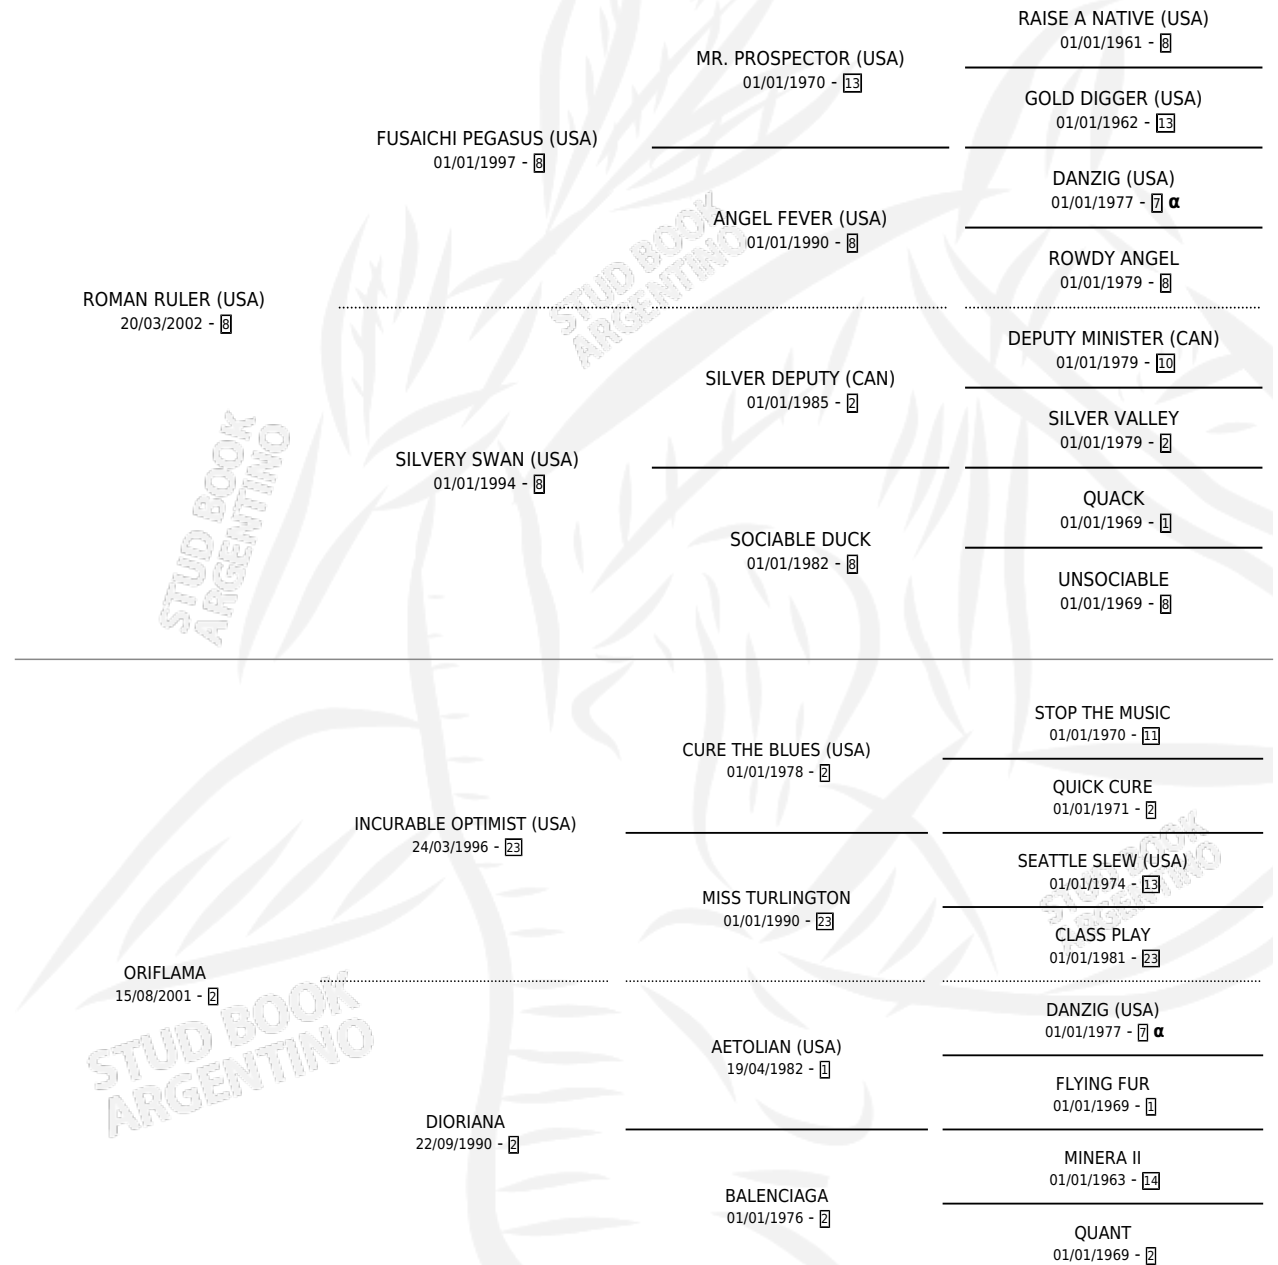 RAISE A NATIVE (USA)
01/01/1961 - 8
MR. PROSPECTOR (USA)
01/01/1970 - 13
GOLD DIGGER (USA)
01/01/1962 - 13
FUSAICHI PEGASUS (USA)
01/01/1997 - 8
DANZIG (USA)
01/01/1977 - 7 α
ANGEL FEVER (USA)
01/01/1990 - 8
ROWDY ANGEL
01/01/1979 - 8
ROMAN RULER (USA)
20/03/2002 - 8
DEPUTY MINISTER (CAN)
01/01/1979 - 10
SILVER DEPUTY (CAN)
01/01/1985 - 2
SILVER VALLEY
01/01/1979 - 2
SILVERY SWAN (USA)
01/01/1994 - 8
QUACK
01/01/1969 - 1
SOCIABLE DUCK
01/01/1982 - 8
UNSOCIABLE
01/01/1969 - 8
STOP THE MUSIC
01/01/1970 - 11
CURE THE BLUES (USA)
01/01/1978 - 2
QUICK CURE
01/01/1971 - 2
INCURABLE OPTIMIST (USA)
24/03/1996 - 23
SEATTLE SLEW (USA)
01/01/1974 - 13
MISS TURLINGTON
01/01/1990 - 23
CLASS PLAY
01/01/1981 - 23
ORIFLAMA
15/08/2001 - 2
DANZIG (USA)
01/01/1977 - 7 α
AETOLIAN (USA)
19/04/1982 - 1
FLYING FUR
01/01/1969 - 1
DIORIANA
22/09/1990 - 2
MINERA II
01/01/1963 - 14
BALENCIAGA
01/01/1976 - 2
QUANT
01/01/1969 - 2
STUD BOOK
ARGENTINO
STUD BOOK
ARGENTINO
STUD BOOK
ARGENTINO
STUD BOOK
ARGENTINO